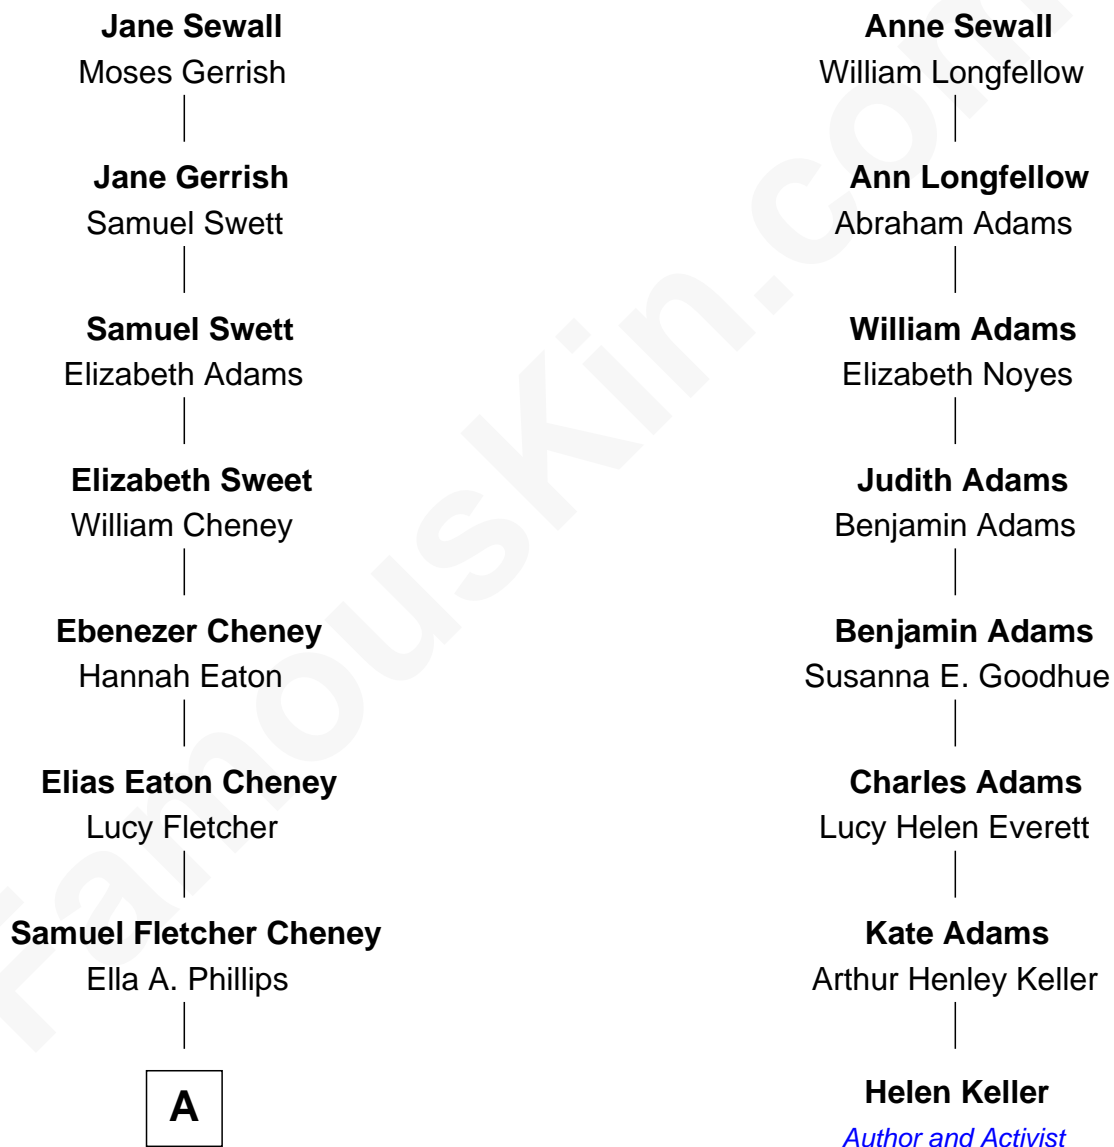 Jane Sewall
Moses Gerrish
Jane Gerrish
Samuel Swett
Samuel Swett
Elizabeth Adams
Elizabeth Sweet
William Cheney
Ebenezer Cheney
Hannah Eaton
Elias Eaton Cheney
Lucy Fletcher
Samuel Fletcher Cheney
Ella A. Phillips
A
Anne Sewall
William Longfellow
Ann Longfellow
Abraham Adams
William Adams
Elizabeth Noyes
Judith Adams
Benjamin Adams
Benjamin Adams
Susanna E. Goodhue
Charles Adams
Lucy Helen Everett
Kate Adams
Arthur Henley Keller
Helen Keller
Author and Activist
FamousKin.com